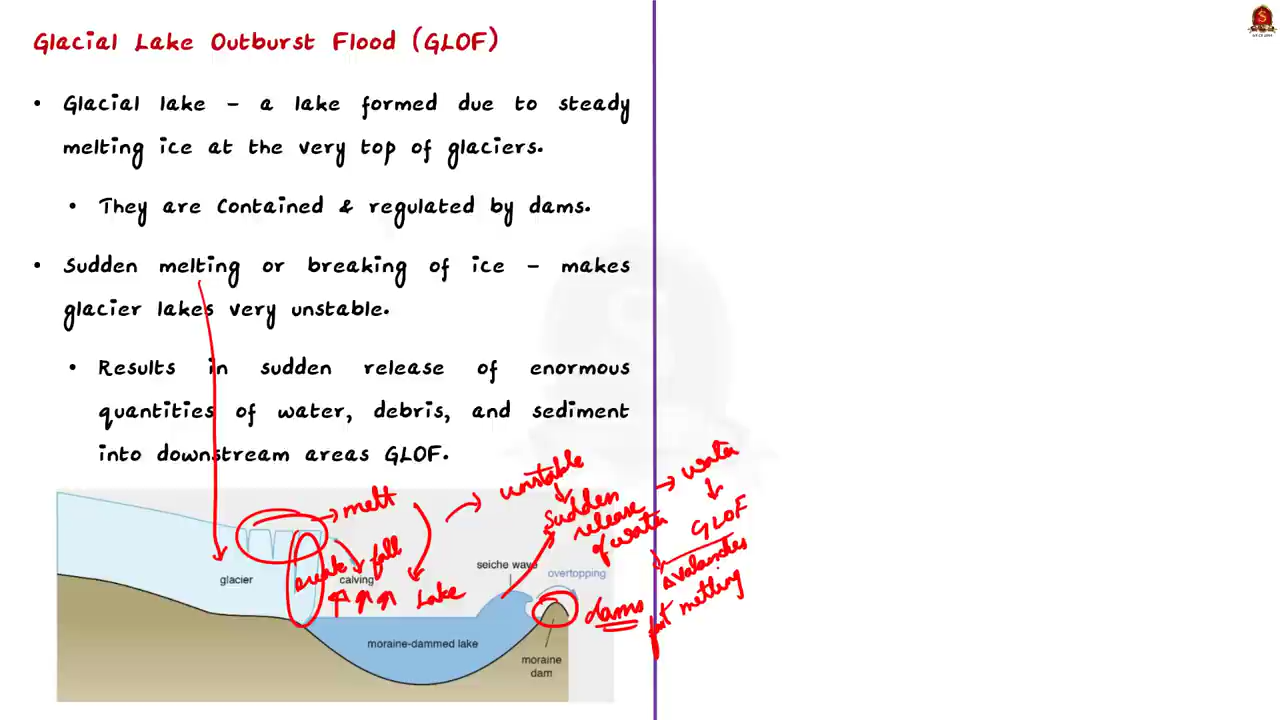 Glacial Lake Outburst Flood (GLOF)
• Glacial lake – a lake formed due to steady
melting ice at the very top of glaciers.
• They are Contained & regulated by dams.
• Sudden melting or breaking of ice – makes
glacier lakes very unstable.
• Results in sudden release of enormous
quantities of water, debris, and sediment
into downstream areas GLOF.
→ melt
→ unstable
Sudden
release
of water
→ water
GLOF
Avalanches
fast melting
break
fall
Lake
dams
glacier
calving
seiche wave
overtopping
moraine-dammed lake
moraine
dam